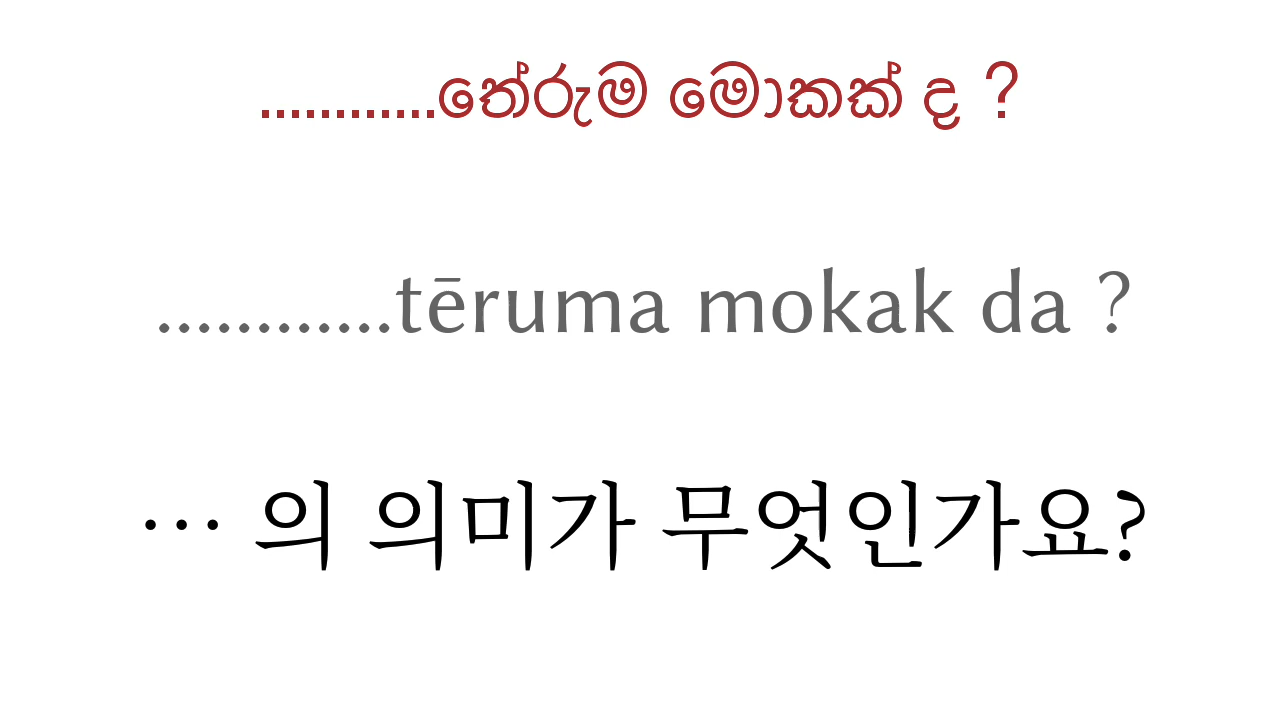 ............තේරුම මොකක් ද ?
............tēruma mokak da ?
… 의 의미가 무엇인가요?